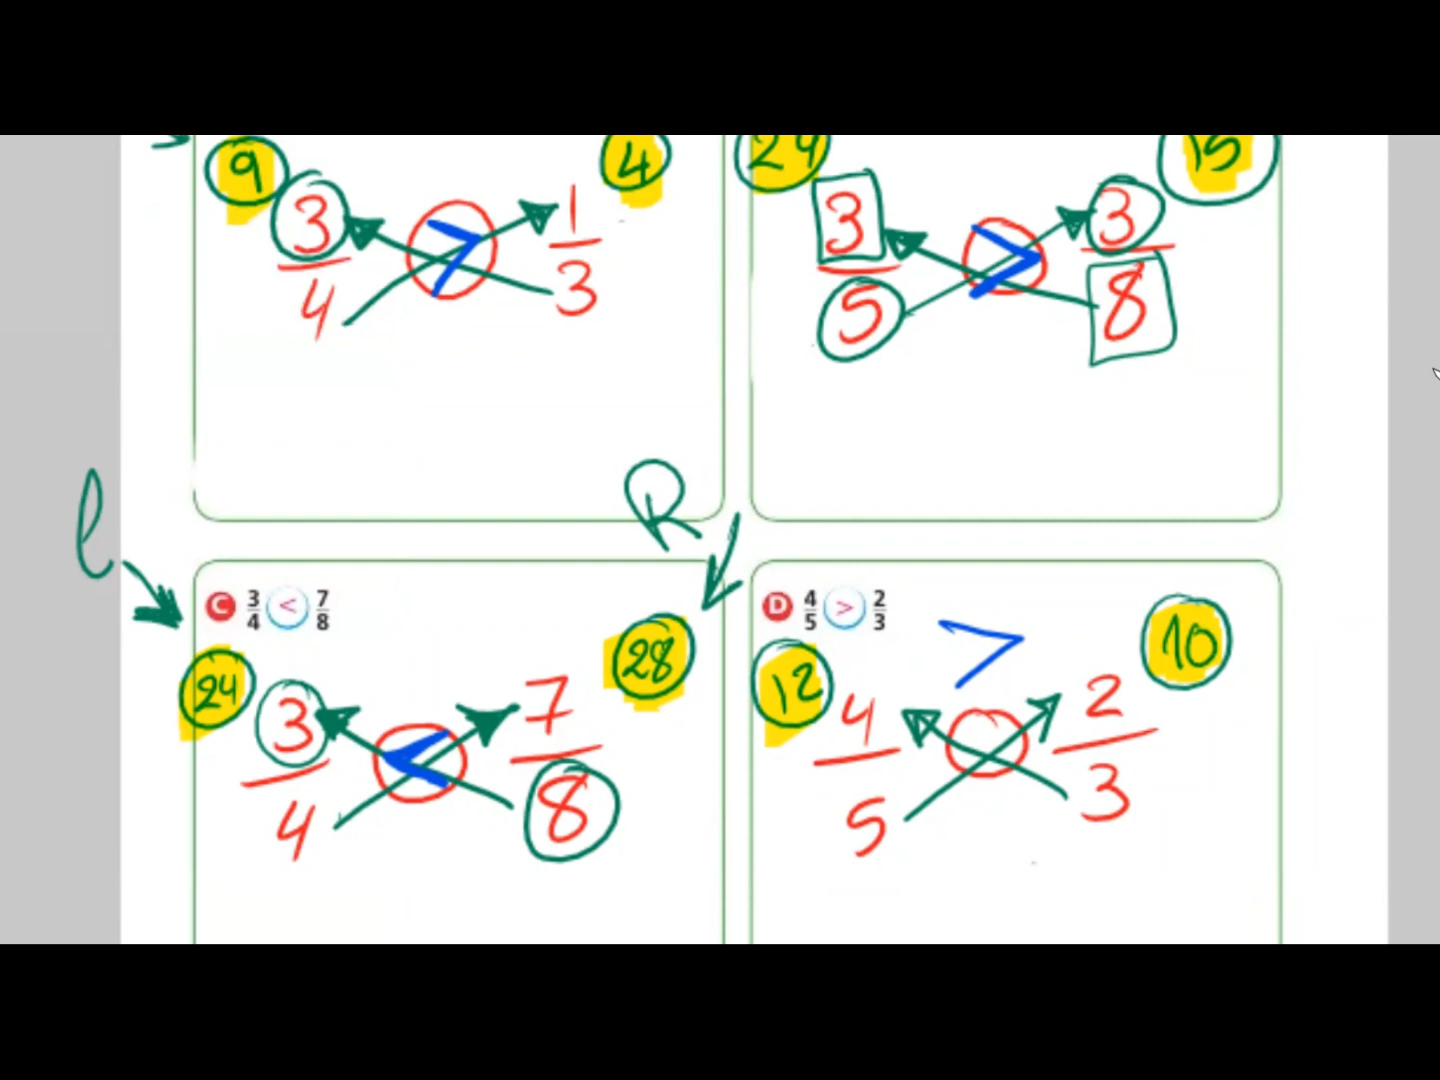 9 4
3/4 > 1/3
24 15
3/5 > 3/8
l R
C 3/4 < 7/8
24 28
3/4 < 7/8
D 4/5 > 2/3
>
12 10
4/5 2/3